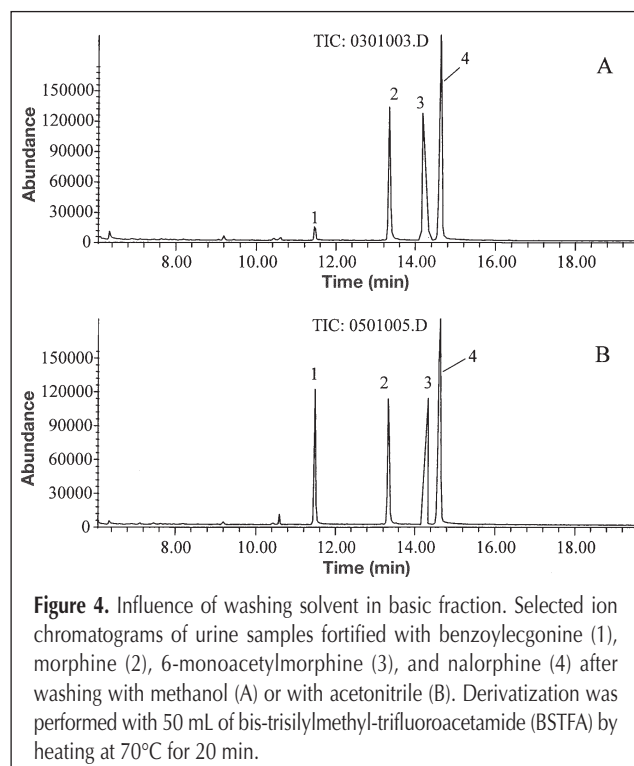 TIC: 0301003.D
A
4
2
3
1
Abundance
150000
120000
90000
60000
30000
0
8.00 10.00 12.00 14.00 16.00 18.00
Time (min)
TIC: 0501005.D
B
4
1
2
3
Abundance
150000
120000
90000
60000
30000
0
8.00 10.00 12.00 14.00 16.00 18.00
Time (min)
Figure 4. Influence of washing solvent in basic fraction. Selected ion
chromatograms of urine samples fortified with benzoylecgonine (1),
morphine (2), 6-monoacetylmorphine (3), and nalorphine (4) after
washing with methanol (A) or with acetonitrile (B). Derivatization was
performed with 50 mL of bis-trisilylmethyl-trifluoroacetamide (BSTFA) by
heating at 70°C for 20 min.